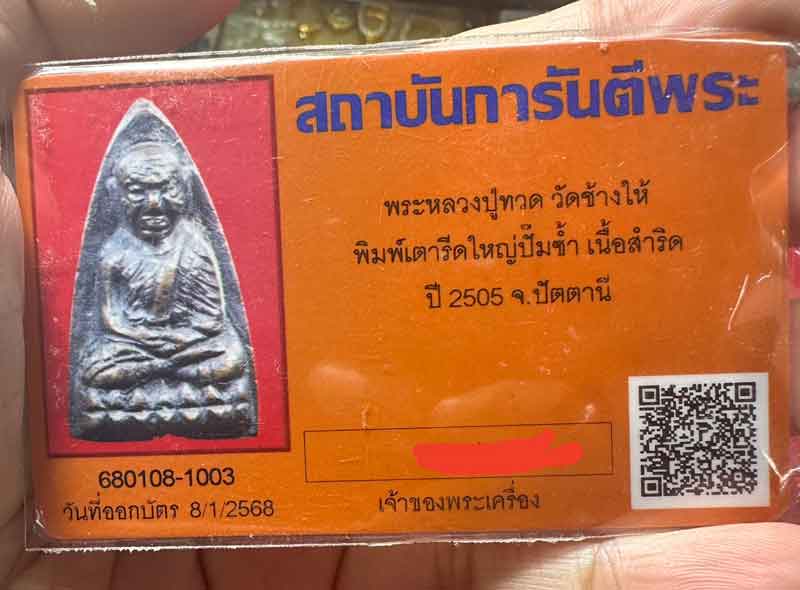 สถาบันการันตีพระ
พระหลวงปู่ทวด วัดช้างให้
พิมพ์เตารีดใหญ่ปั๊มซ้ำ เนื้อสำริด
ปี 2505 จ.ปัตตานี
680108-1003
วันที่ออกบัตร 8/1/2568
เจ้าของพระเครื่อง